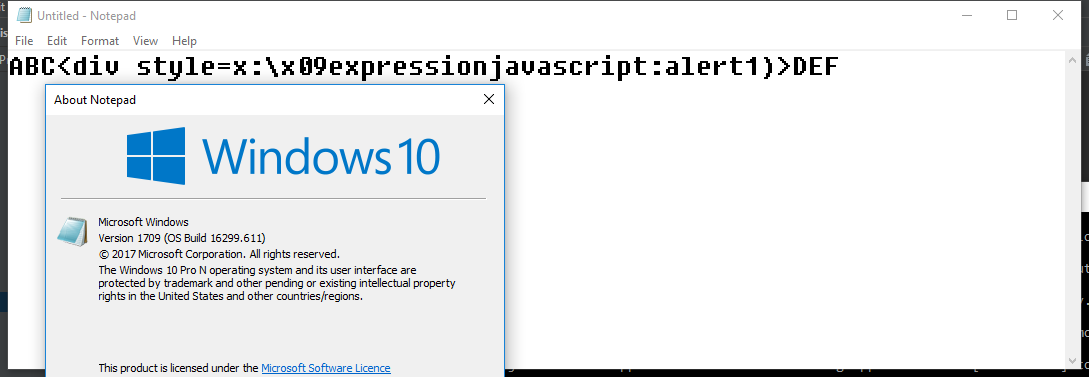 Untitled - Notepad
File Edit Format View Help
ABC<div style=x:\x09expressionjavascript:alert1)>DEF
About Notepad
Windows 10
Microsoft Windows
Version 1709 (OS Build 16299.611)
© 2017 Microsoft Corporation. All rights reserved.
The Windows 10 Pro N operating system and its user interface are
protected by trademark and other pending or existing intellectual property
rights in the United States and other countries/regions.
This product is licensed under the Microsoft Software Licence